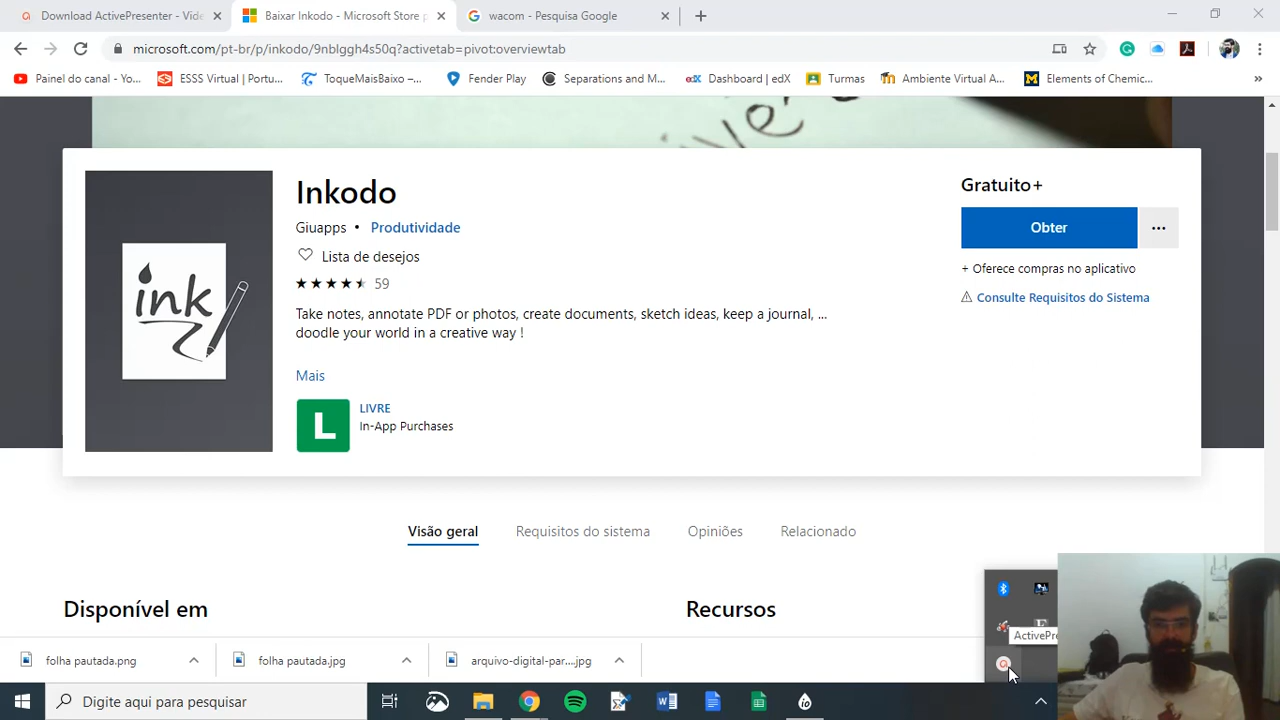 Download ActivePresenter - Vide
Baixar Inkodo - Microsoft Store p
wacom - Pesquisa Google
microsoft.com/pt-br/p/inkodo/9nblggh4s50q?activetab=pivot:overviewtab
Painel do canal - Yo...
ESSS Virtual | Portu...
ToqueMaisBaixo –...
Fender Play
Separations and M...
edX
Dashboard | edX
Turmas
Ambiente Virtual A...
Elements of Chemic...
Inkodo
Gratuito+
Giuapps • Produtividade
Obter
Lista de desejos
+ Oferece compras no aplicativo
59
Consulte Requisitos do Sistema
ink
Take notes, annotate PDF or photos, create documents, sketch ideas, keep a journal, ...
doodle your world in a creative way !
Mais
L
LIVRE
In-App Purchases
Visão geral
Requisitos do sistema
Opiniões
Relacionado
Disponível em
Recursos
ActivePre
folha pautada.png
folha pautada.jpg
arquivo-digital-par....jpg
Digite aqui para pesquisar